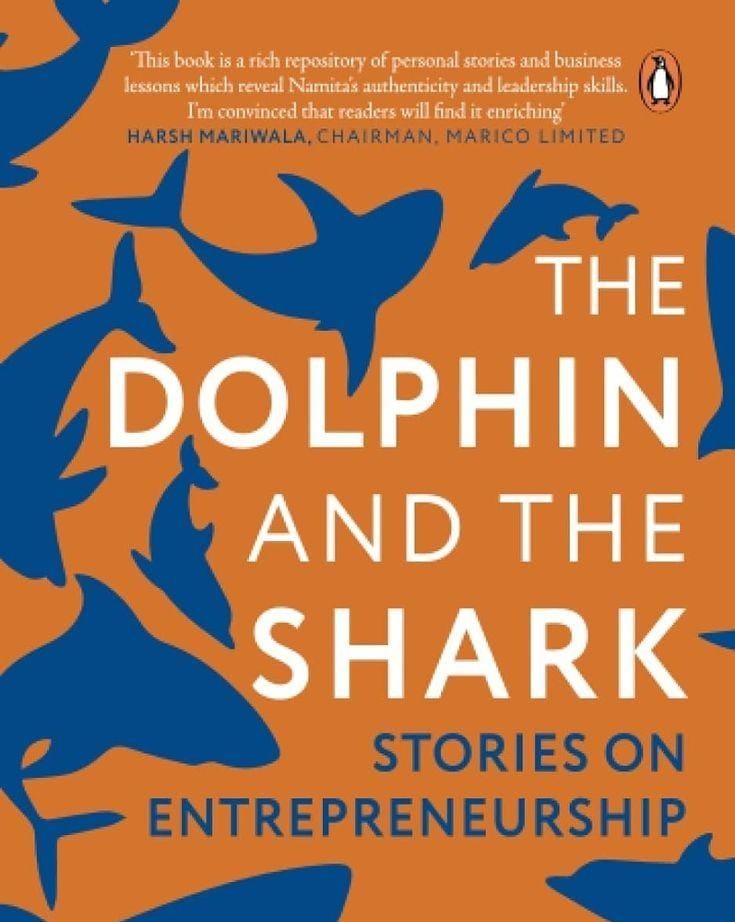 'This book is a rich repository of personal stories and business
lessons which reveal Namita's authenticity and leadership skills.
I'm convinced that readers will find it enriching'
HARSH MARIWALA, CHAIRMAN, MARICO LIMITED
THE
DOLPHIN
AND THE
SHARK
STORIES ON
ENTREPRENEURSHIP